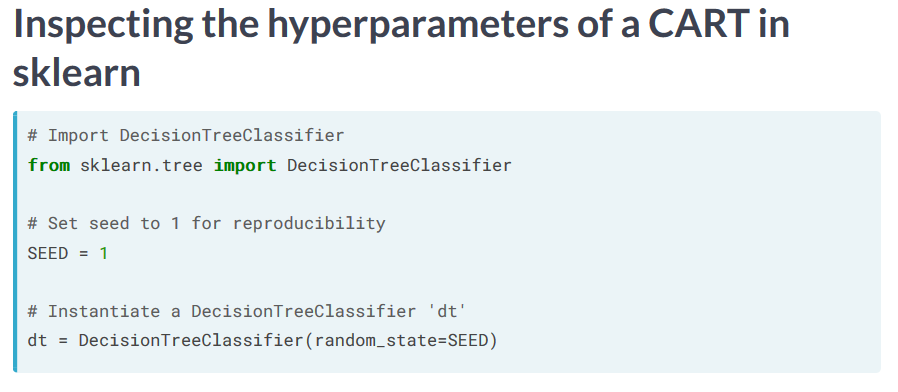 Inspecting the hyperparameters of a CART in
sklearn
# Import DecisionTreeClassifier
from sklearn.tree import DecisionTreeClassifier
# Set seed to 1 for reproducibility
SEED = 1
# Instantiate a DecisionTreeClassifier 'dt'
dt = DecisionTreeClassifier(random_state=SEED)